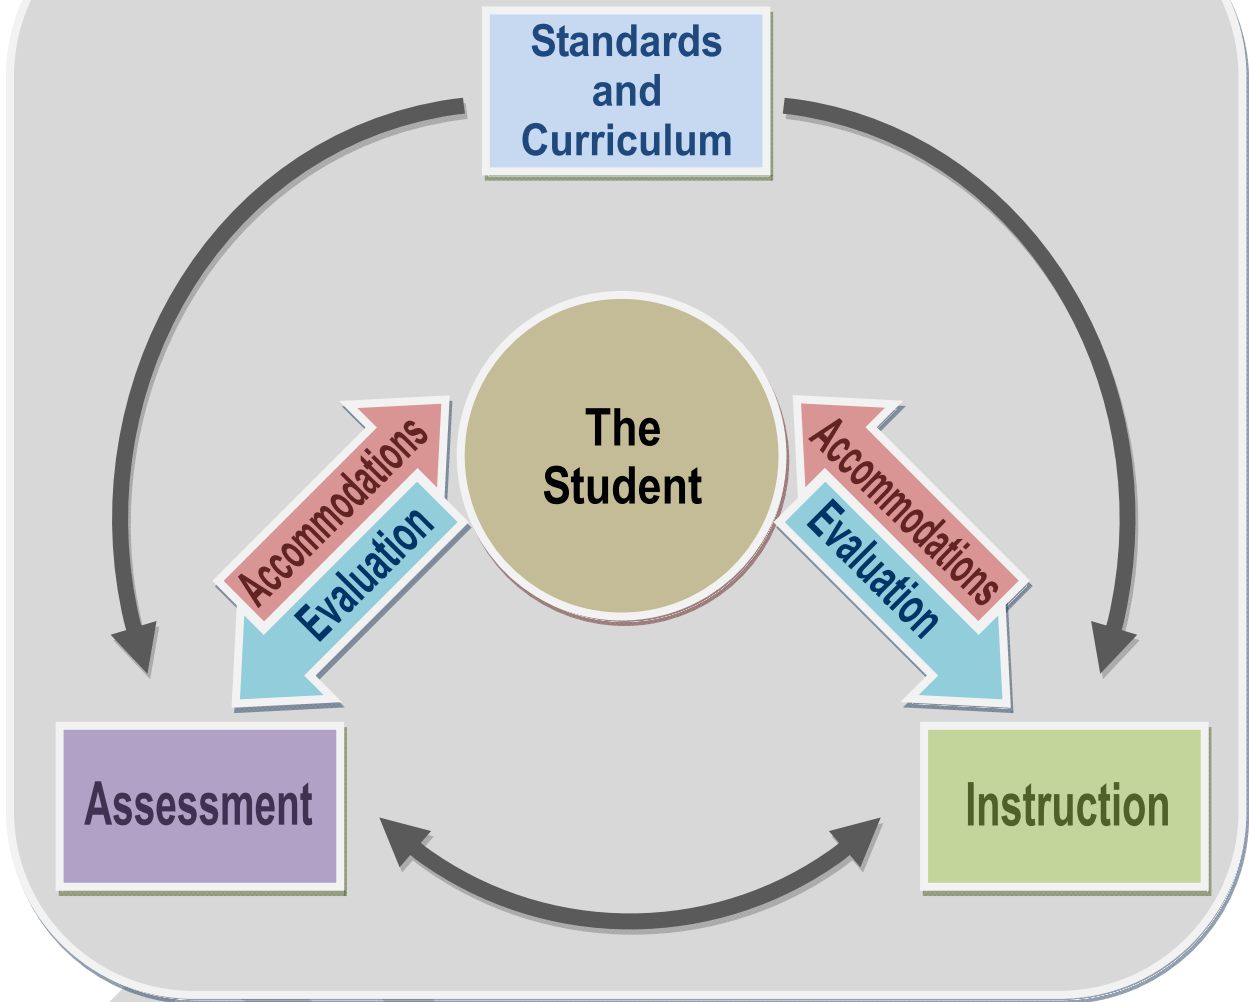 Standards
and
Curriculum
The
Student
Accommodations
Evaluation
Accommodations
Evaluation
Assessment
Instruction